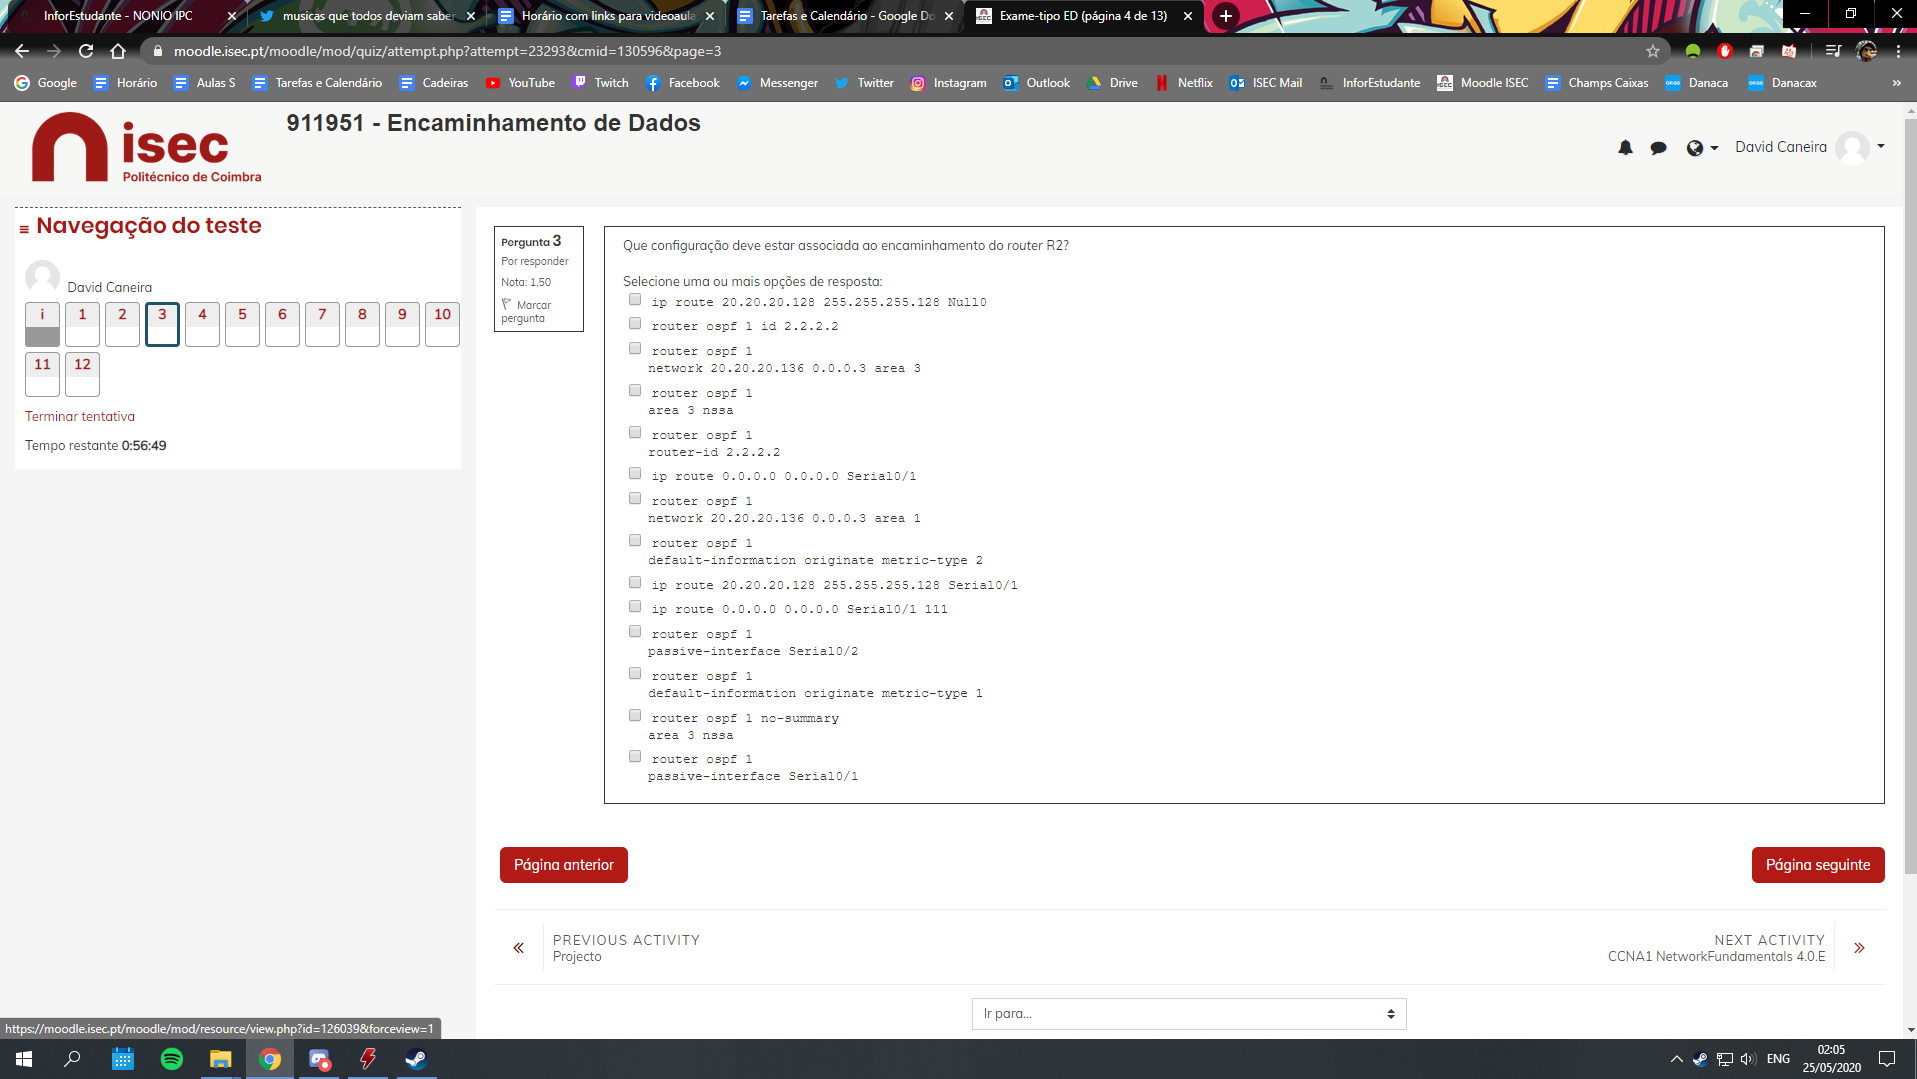 InforEstudante - NONIO IPC
musicas que todos deviam saber
Horário com links para videoaula
Tarefas e Calendário - Google Do
Exame-tipo ED (página 4 de 13)
moodle.isec.pt/moodle/mod/quiz/attempt.php?attempt=23293&cmid=130596&page=3
Google Horário Aulas S Tarefas e Calendário Cadeiras YouTube Twitch Facebook Messenger Twitter Instagram Outlook Drive Netflix ISEC Mail InforEstudante Moodle ISEC Champs Caixas Danaca Danacax »
isec
Politécnico de Coimbra
911951 - Encaminhamento de Dados
David Caneira
Navegação do teste
David Caneira
i 1 2 3 4 5 6 7 8 9 10
11 12
Terminar tentativa
Tempo restante 0:56:49
Pergunta 3
Por responder
Nota: 1,50
Marcar
pergunta
Que configuração deve estar associada ao encaminhamento do router R2?
Selecione uma ou mais opções de resposta:
ip route 20.20.20.128 255.255.255.128 Null0
router ospf 1 id 2.2.2.2
router ospf 1
network 20.20.20.136 0.0.0.3 area 3
router ospf 1
area 3 nssa
router ospf 1
router-id 2.2.2.2
ip route 0.0.0.0 0.0.0.0 Serial0/1
router ospf 1
network 20.20.20.136 0.0.0.3 area 1
router ospf 1
default-information originate metric-type 2
ip route 20.20.20.128 255.255.255.128 Serial0/1
ip route 0.0.0.0 0.0.0.0 Serial0/1 111
router ospf 1
passive-interface Serial0/2
router ospf 1
default-information originate metric-type 1
router ospf 1 no-summary
area 3 nssa
router ospf 1
passive-interface Serial0/1
Página anterior
Página seguinte
PREVIOUS ACTIVITY
Projecto
NEXT ACTIVITY
CCNA1 NetworkFundamentals 4.0.E
Ir para...
https://moodle.isec.pt/moodle/mod/resource/view.php?id=126039&forceview=1
ENG
02:05
25/05/2020